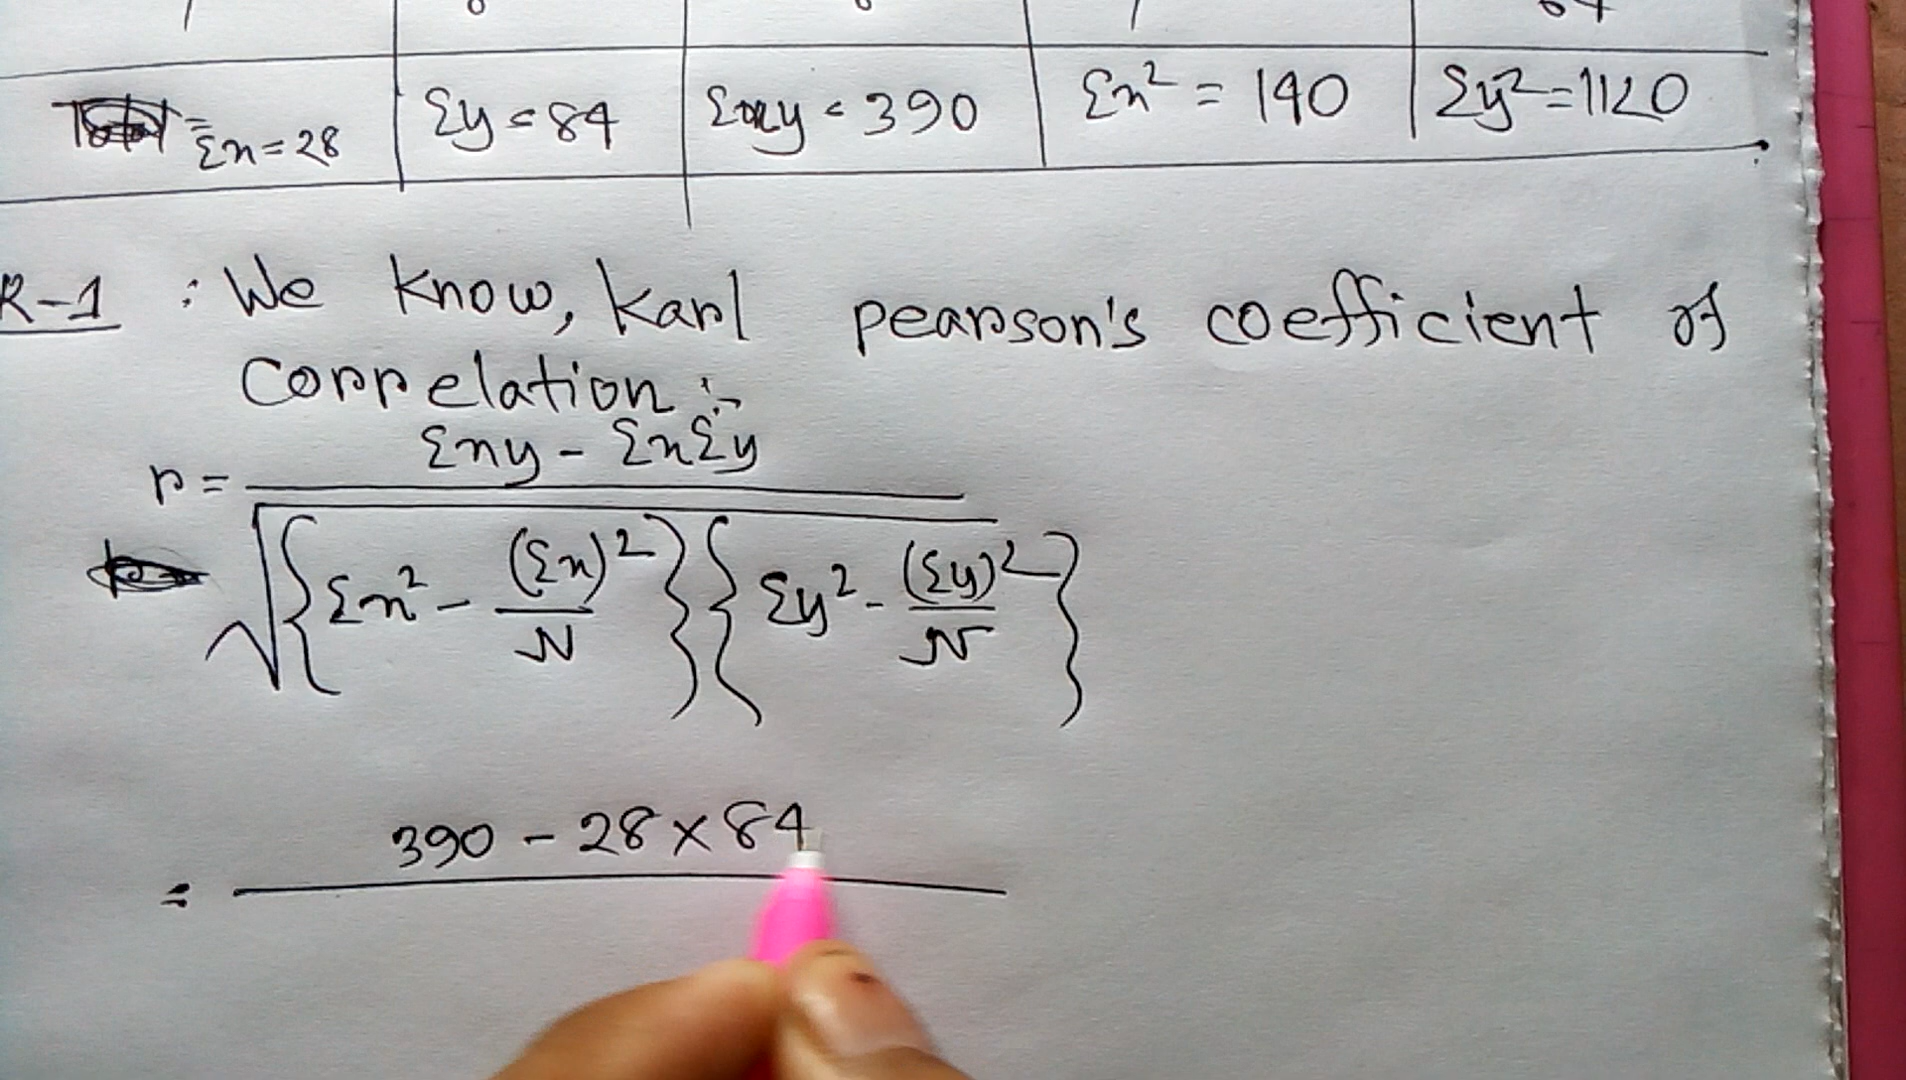 Σx=28 Σy=84 Σxy=390 Σx²=140 Σy²=1120
R-1 : We know, Karl pearson's coefficient of
correlation :-
r = Σxy - ΣxΣy
√{Σx² - (Σx)²/N}{Σy² - (Σy)²/N}
= 390 - 28×84